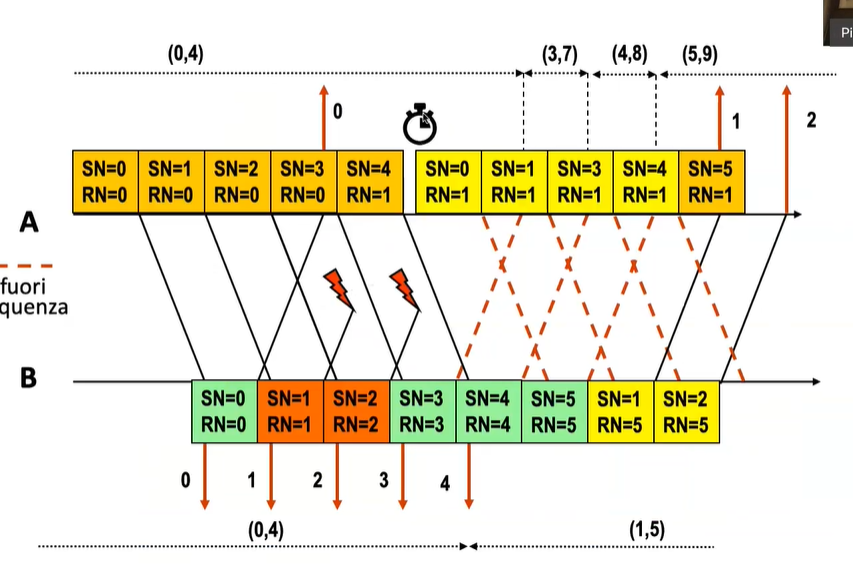 Pi
(0,4) (3,7) (4,8) (5,9)
0 1 2
SN=0 SN=1 SN=2 SN=3 SN=4 SN=0 SN=1 SN=3 SN=4 SN=5
RN=0 RN=0 RN=0 RN=0 RN=1 RN=1 RN=1 RN=1 RN=1 RN=1
A
fuori
quenza
B
SN=0 SN=1 SN=2 SN=3 SN=4 SN=5 SN=1 SN=2
RN=0 RN=1 RN=2 RN=3 RN=4 RN=5 RN=5 RN=5
0 1 2 3 4
(0,4) (1,5)